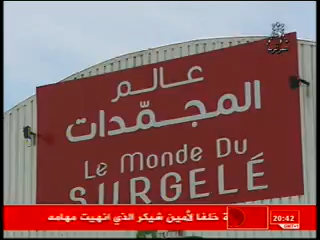 عالم
المجمّدات
Le Monde Du
SURGELÉ
خلفا لأمين شيكر الذي انهيت مهامه
20:42